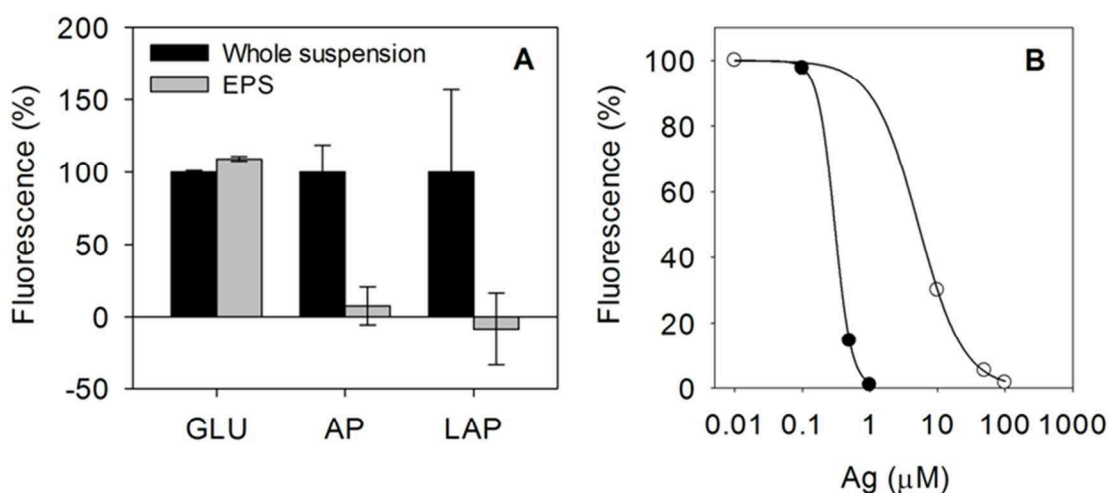 200
150
100
50
0
-50
Fluorescence (%)
Whole suspension
EPS
A
GLU AP LAP
100
80
60
40
20
0
Fluorescence (%)
B
0.01 0.1 1 10 100 1000
Ag (μM)